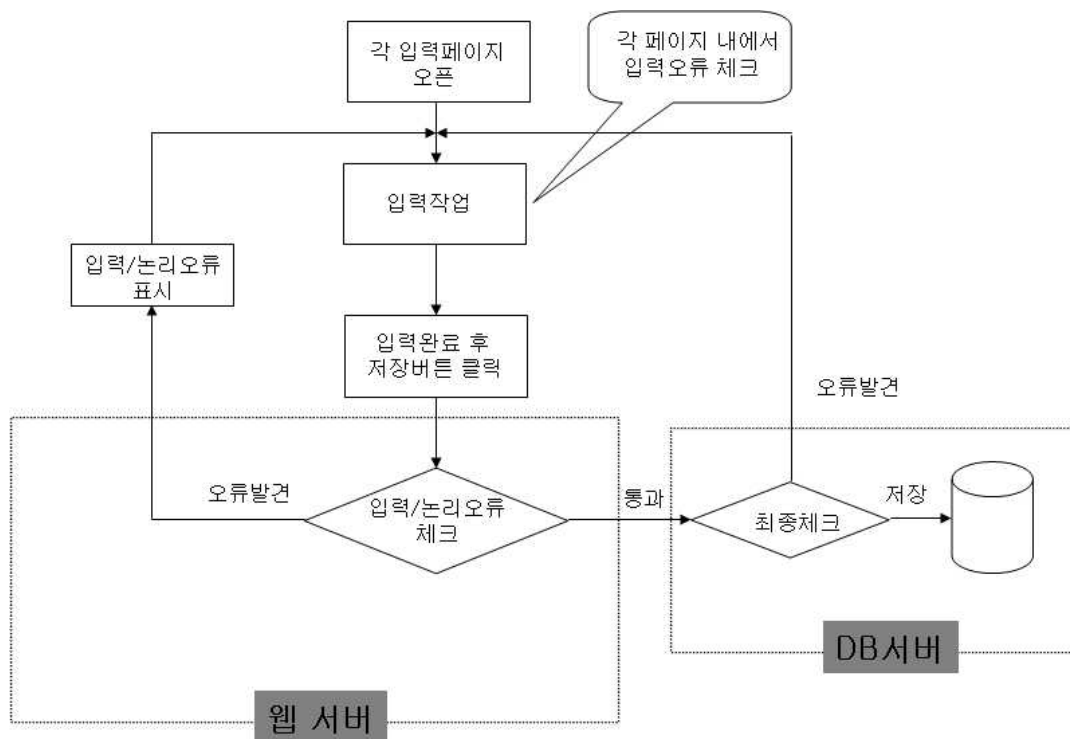 각 입력페이지
오픈
각 페이지 내에서
입력오류 체크
입력작업
입력/논리오류
표시
입력완료 후
저장버튼 클릭
오류발견
오류발견
입력/논리오류
체크
통과
최종체크
저장
DB서버
웹 서버